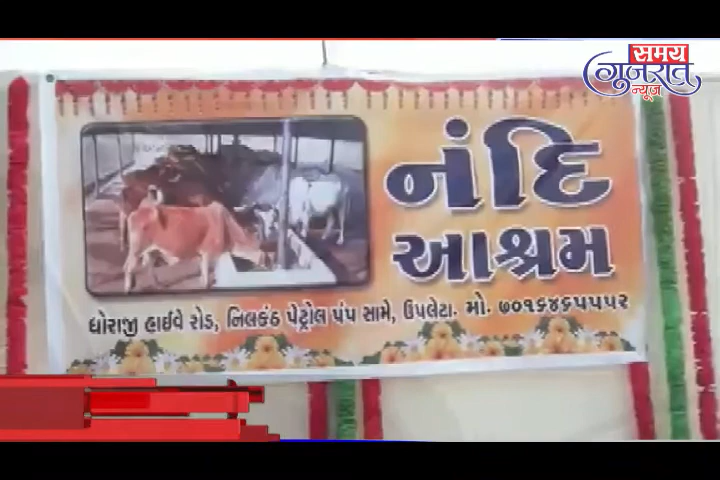 સમય
ગુજરાત
ન્યૂઝ
નંદિ
આશ્રમ
ધોરાજી હાઈવે રોડ, નિલકંઠ પેટ્રોલ પંપ સામે, ઉપલેટા. મો. ૭૦૧૬૪૬૫૫૫૨